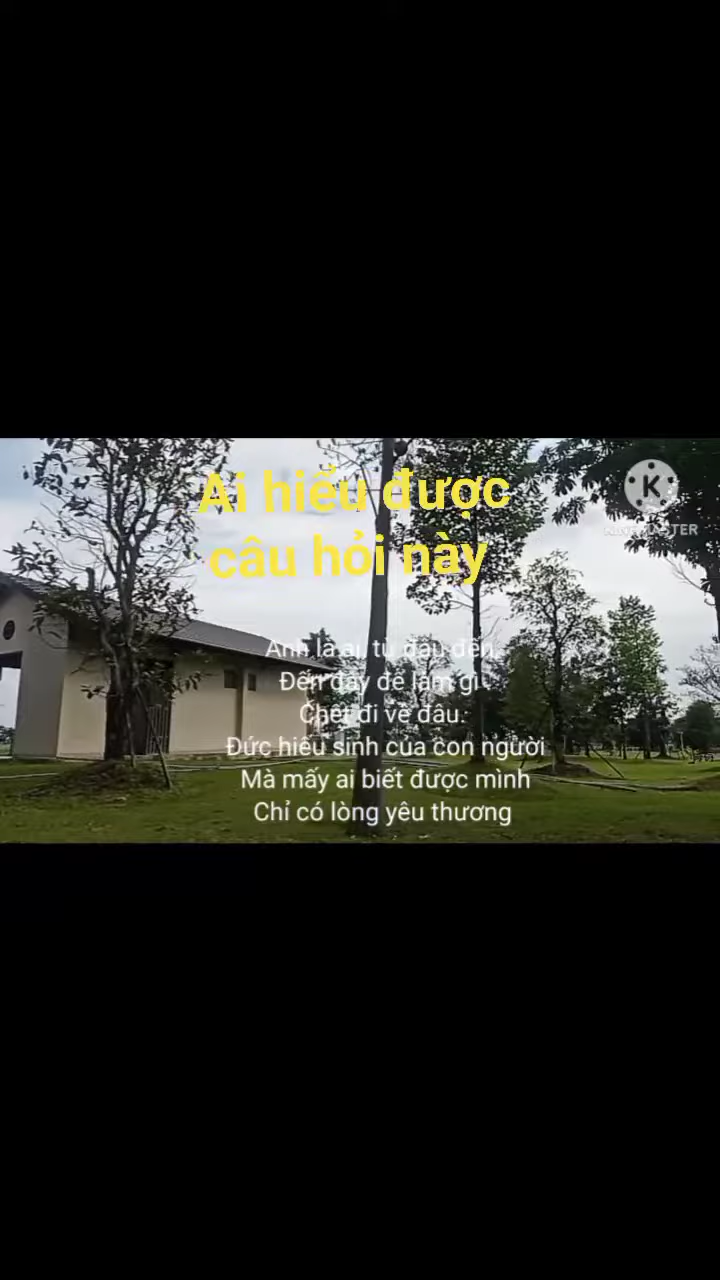 Ai hiểu được
câu hỏi này
KINEMASTER
Anh là ai, từ đâu đến,
Đến đây để làm gì
Chết đi về đâu.
Đức hiếu sinh của con người
Mà mấy ai biết được mình
Chỉ có lòng yêu thương